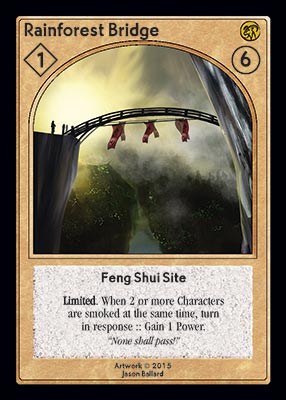 Rainforest Bridge
1
6
Feng Shui Site
Limited. When 2 or more Characters
are smoked at the same time, turn
in response :: Gain 1 Power.
"None shall pass!"
Artwork © 2015
Jason Ballard